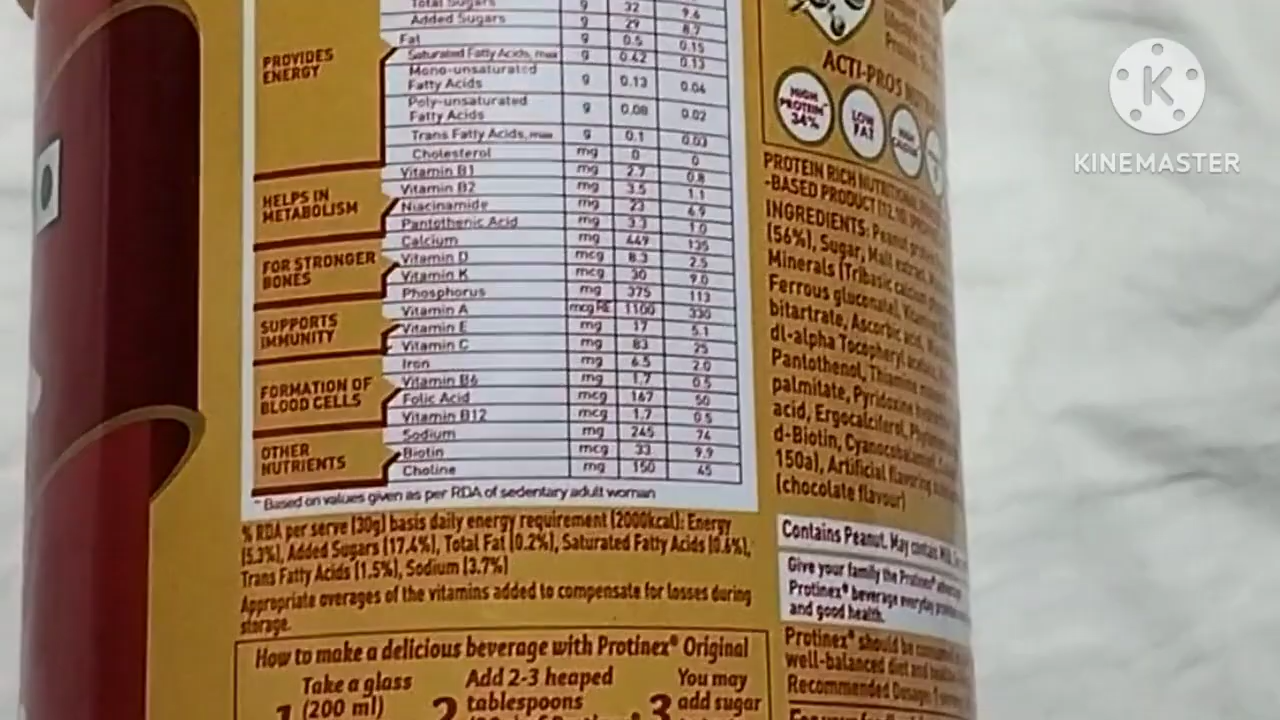 Total Sugars g 32 9.6
Added Sugars g 29 8.7
Fat g 0.5 0.15
Saturated Fatty Acids, max g 0.42 0.13
Mono-unsaturated
Fatty Acids g 0.13 0.04
Poly-unsaturated
Fatty Acids g 0.08 0.02
Trans Fatty Acids, max g 0.1 0.03
Cholesterol mg 0 0
PROVIDES
ENERGY
Vitamin B1 mg 2.7 0.8
Vitamin B2 mg 3.5 1.1
Niacinamide mg 23 6.9
Pantothenic Acid mg 3.3 1.0
HELPS IN
METABOLISM
Calcium mg 449 135
Vitamin D mcg 8.3 2.5
Vitamin K mcg 30 9.0
Phosphorus mg 375 113
FOR STRONGER
BONES
Vitamin A mcg RE 1100 330
Vitamin E mg 17 5.1
Vitamin C mg 83 25
SUPPORTS
IMMUNITY
Iron mg 6.5 2.0
Vitamin B6 mg 1.7 0.5
Folic Acid mcg 167 50
Vitamin B12 mcg 1.7 0.5
FORMATION OF
BLOOD CELLS
Sodium mg 245 74
Biotin mcg 33 9.9
Choline mg 150 45
OTHER
NUTRIENTS
Based on values given as per RDA of sedentary adult woman
% RDA per serve (30g) basis daily energy requirement (2000kcal): Energy
(5.3%), Added Sugars (17.4%), Total Fat (0.2%), Saturated Fatty Acids (0.6%),
Trans Fatty Acids (1.5%), Sodium (3.7%)
Appropriate overages of the vitamins added to compensate for losses during
storage.
How to make a delicious beverage with Protinex® Original
1 Take a glass
(200 ml)
2 Add 2-3 heaped
tablespoons
3 You may
add sugar
ACTI-PROS
HIGH
PROTEIN
34%
LOW
FAT
PROTEIN RICH NUTRITIONAL
-BASED PRODUCT
INGREDIENTS: Peanut
(56%), Sugar, Malt extract,
Minerals (Tribasic calcium
Ferrous gluconate),
bitartrate, Ascorbic acid,
dl-alpha Tocopheryl acetate,
Pantothenol, Thiamine
palmitate, Pyridoxine
acid, Ergocalciferol,
d-Biotin, Cyanocobalamin),
150a), Artificial flavoring
(chocolate flavour)
Contains Peanut. May contain
Give your family the Protinex®
Protinex® beverage everyday
and good health.
Protinex® should be
well-balanced diet and
Recommended Dosage:
KINEMASTER